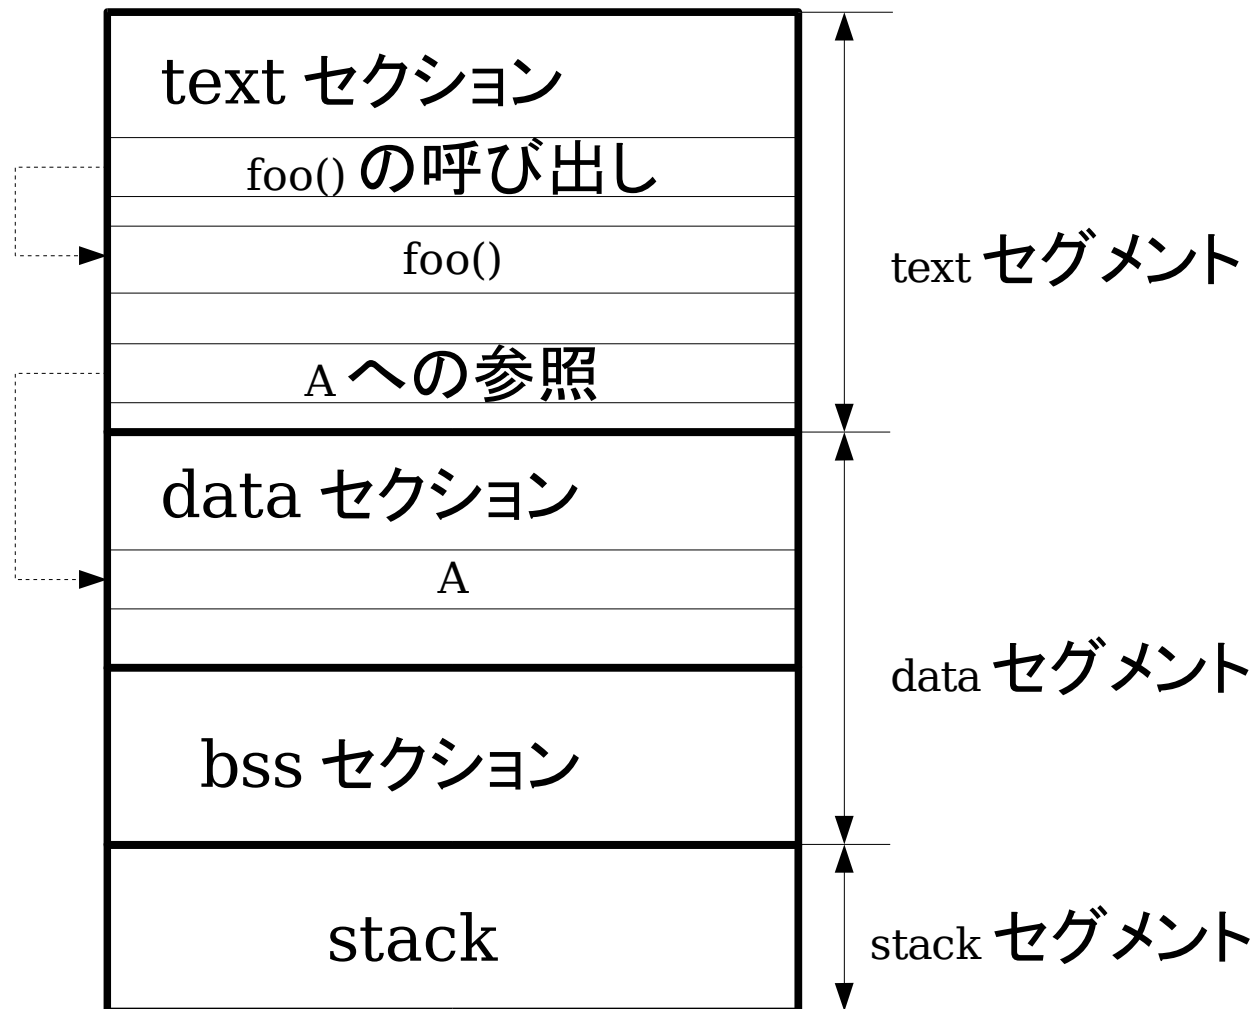 text セクション
foo() の呼び出し
foo()
text セグメント
A への参照
data セクション
A
data セグメント
bss セクション
stack
stack セグメント